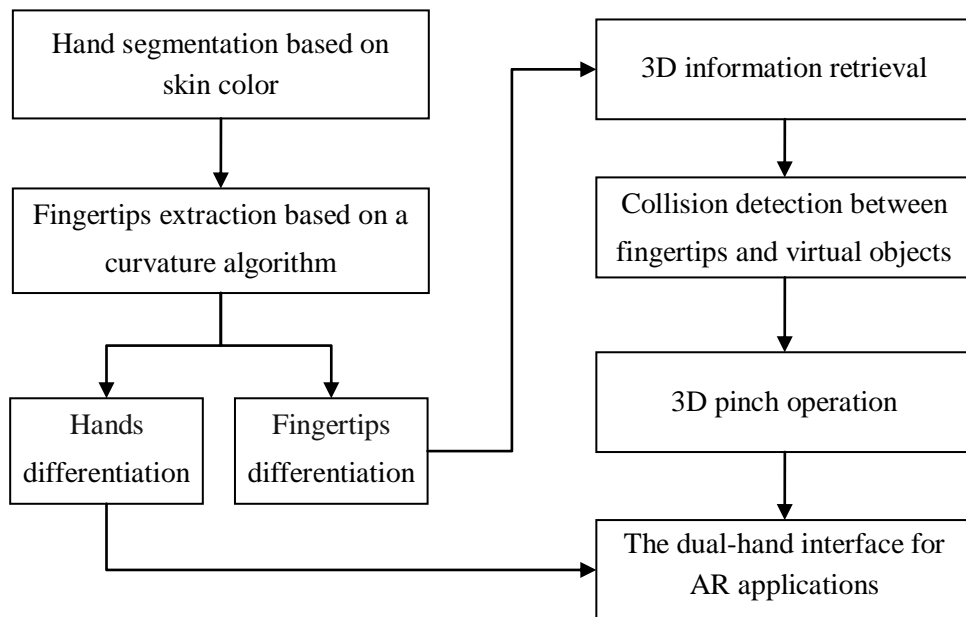 Hand segmentation based on
skin color
Fingertips extraction based on a
curvature algorithm
Hands
differentiation
Fingertips
differentiation
3D information retrieval
Collision detection between
fingertips and virtual objects
3D pinch operation
The dual-hand interface for
AR applications